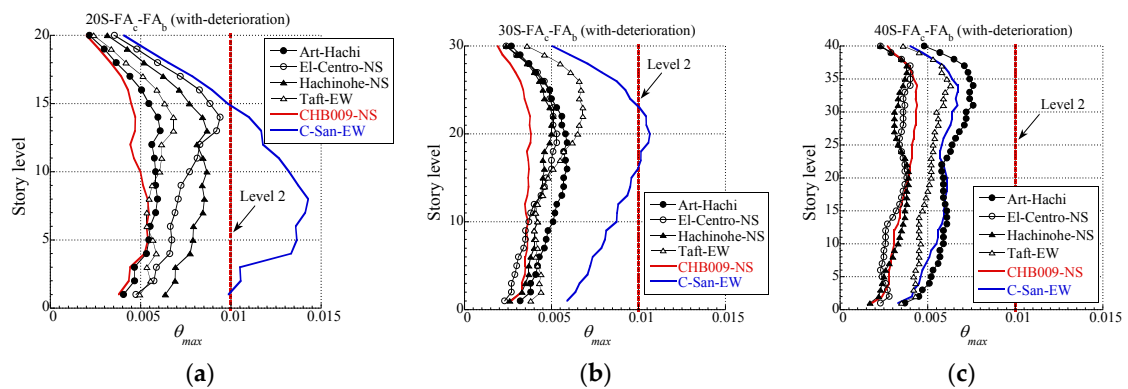 20S-FAc-FAb (with-deterioration)
Story level
20
15
10
5
0
Art-Hachi
El-Centro-NS
Hachinohe-NS
Taft-EW
CHB009-NS
C-San-EW
Level 2
0 0.005 0.01 0.015
θmax
(a)
30S-FAc-FAb (with-deterioration)
Story level
30
20
10
0
Level 2
Art-Hachi
El-Centro-NS
Hachinohe-NS
Taft-EW
CHB009-NS
C-San-EW
0 0.005 0.01 0.015
θmax
(b)
40S-FAc-FAb (with-deterioration)
Story level
40
35
30
25
20
15
10
5
0
Level 2
Art-Hachi
El-Centro-NS
Hachinohe-NS
Taft-EW
CHB009-NS
C-San-EW
0 0.005 0.01 0.015
θmax
(c)